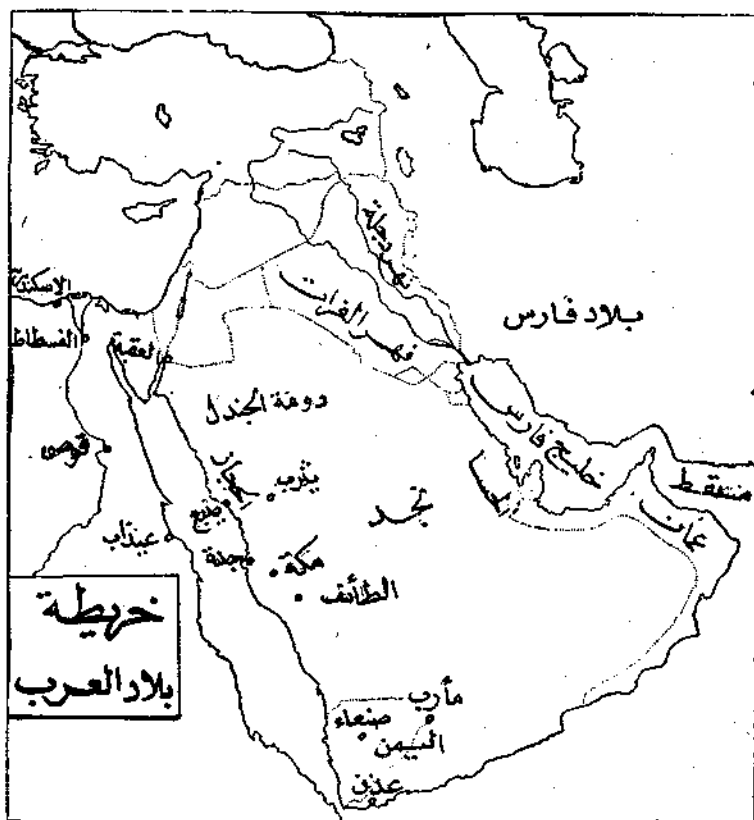 نهر دجلة
الاسكندرية
نهر الفرات
بلاد فارس
الفسطاط
العقبة
دومة الجندل
خليج فارس
قوص
يثرب
ينبع
نجد
مسقط
عمان
عيذاب
جدة
مكة
الطائف
خريطة
بلاد العرب
مأرب
صنعاء
اليمن
عدن